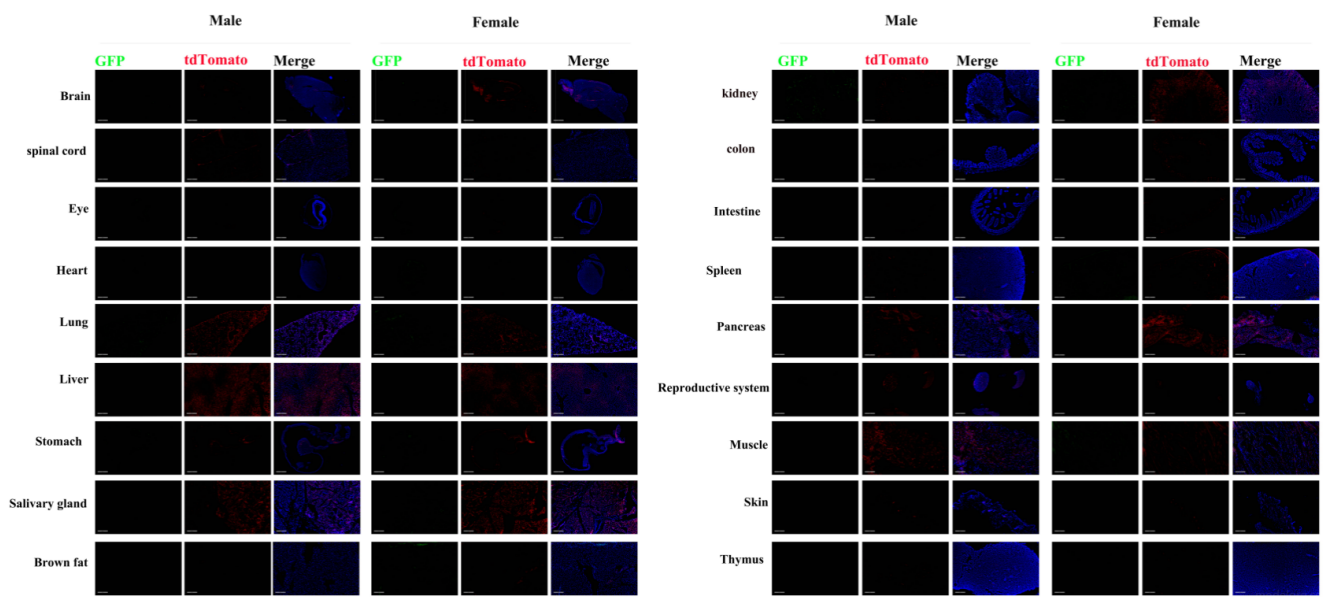 Male Female Male Female
GFP tdTomato Merge GFP tdTomato Merge GFP tdTomato Merge GFP tdTomato Merge
Brain kidney
spinal cord colon
Eye Intestine
Heart Spleen
Lung Pancreas
Liver Reproductive system
Stomach Muscle
Salivary gland Skin
Brown fat Thymus